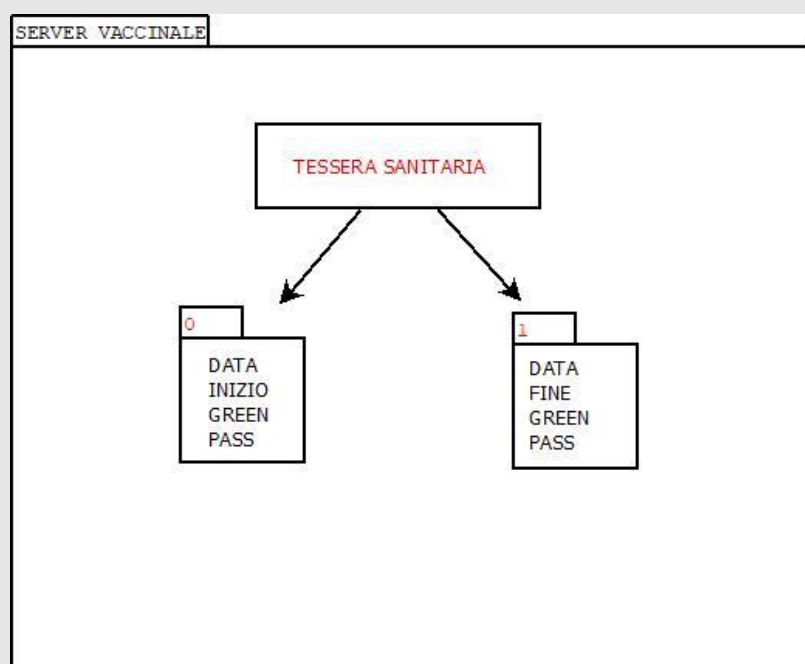 SERVER VACCINALE
TESSERA SANITARIA
0
DATA
INIZIO
GREEN
PASS
1
DATA
FINE
GREEN
PASS